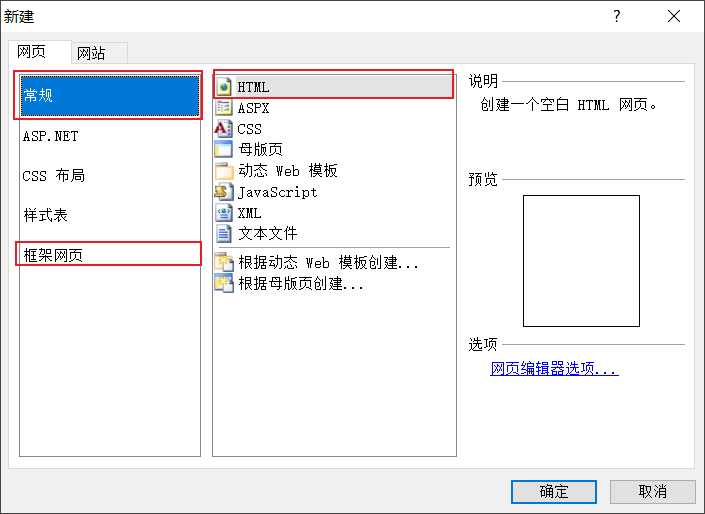 新建
网页
网站
常规
ASP.NET
CSS 布局
样式表
框架网页
HTML
ASPX
CSS
母版页
动态 Web 模板
JavaScript
XML
文本文件
根据动态 Web 模板创建...
根据母版页创建...
说明
创建一个空白 HTML 网页。
预览
选项
网页编辑器选项...
确定
取消